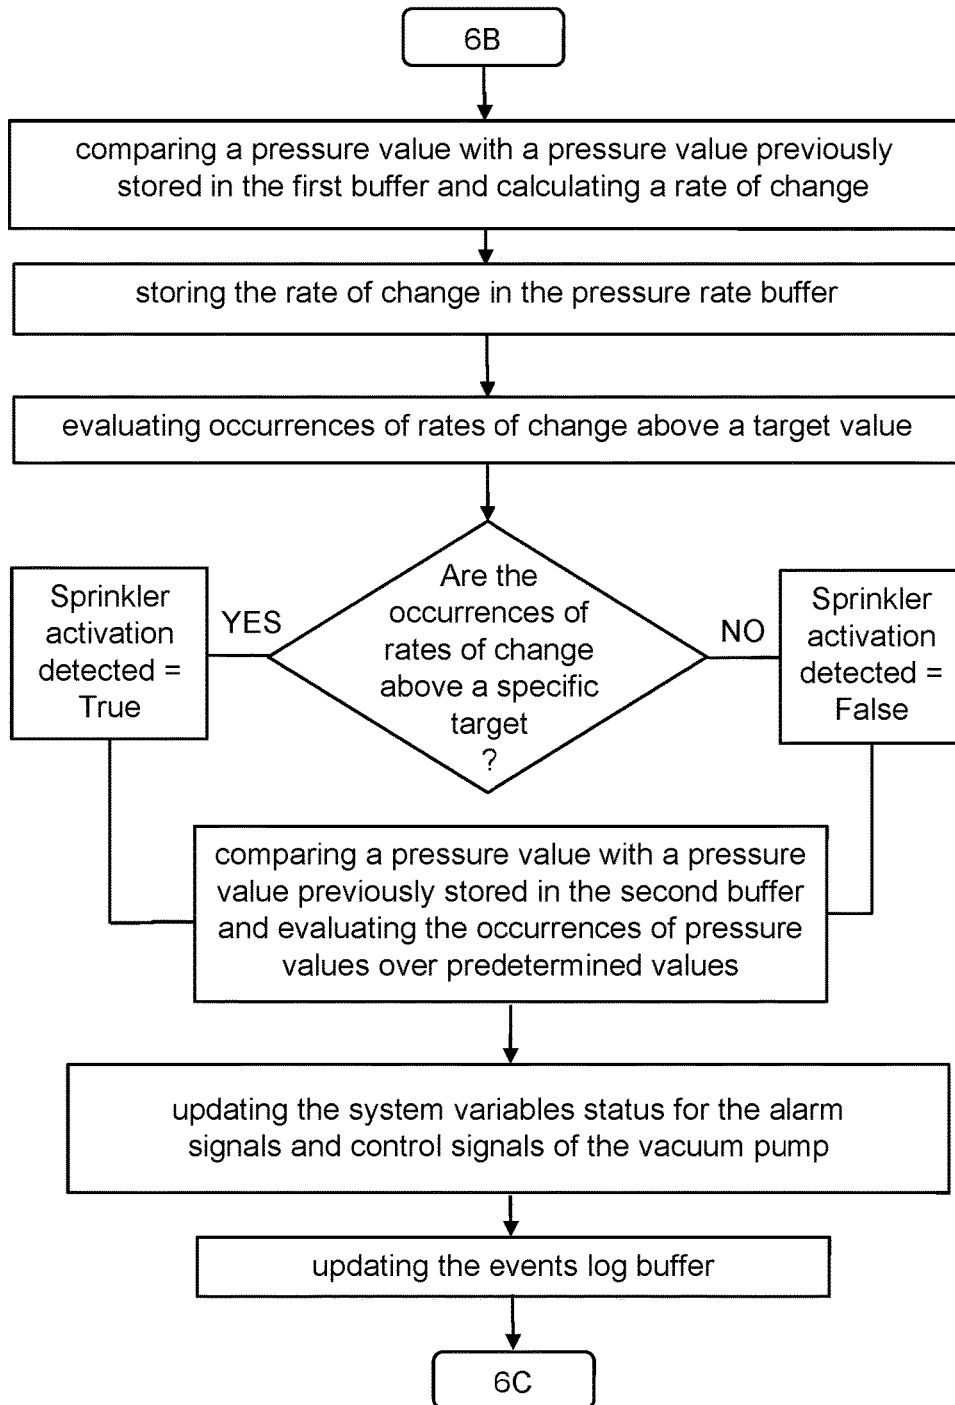 6B
comparing a pressure value with a pressure value previously
stored in the first buffer and calculating a rate of change
storing the rate of change in the pressure rate buffer
evaluating occurrences of rates of change above a target value
Are the
occurrences of
rates of change
above a specific
target
?
YES
Sprinkler
activation
detected =
True
NO
Sprinkler
activation
detected =
False
comparing a pressure value with a pressure
value previously stored in the second buffer
and evaluating the occurrences of pressure
values over predetermined values
updating the system variables status for the alarm
signals and control signals of the vacuum pump
updating the events log buffer
6C